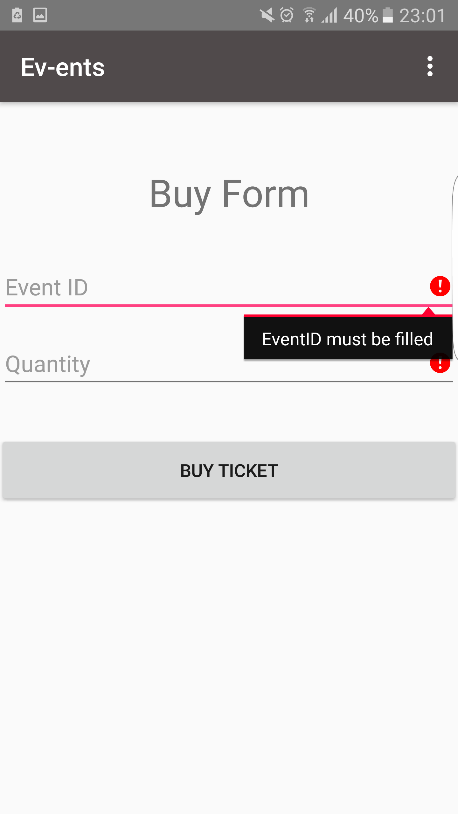 40% 23:01
Ev-ents
Buy Form
Event ID
EventID must be filled
Quantity
BUY TICKET